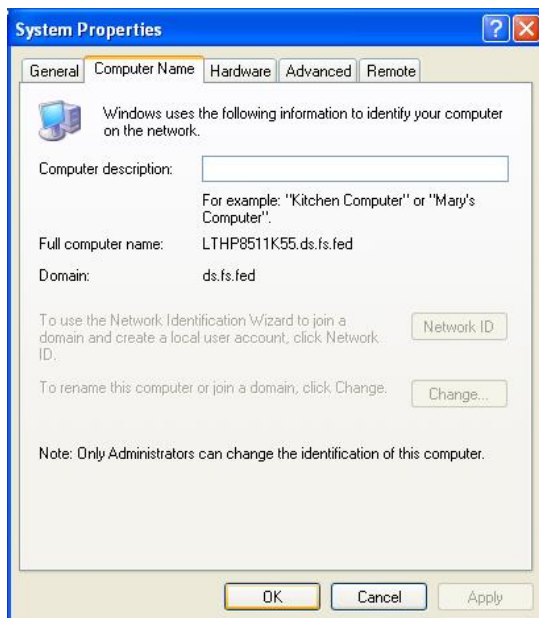 System Properties
General Computer Name Hardware Advanced Remote
Windows uses the following information to identify your computer
on the network.
Computer description:
For example: "Kitchen Computer" or "Mary's
Computer".
Full computer name: LTHP8511K55.ds.fs.fed
Domain: ds.fs.fed
To use the Network Identification Wizard to join a
domain and create a local user account, click Network
ID.
Network ID
To rename this computer or join a domain, click Change.
Change...
Note: Only Administrators can change the identification of this computer.
OK Cancel Apply